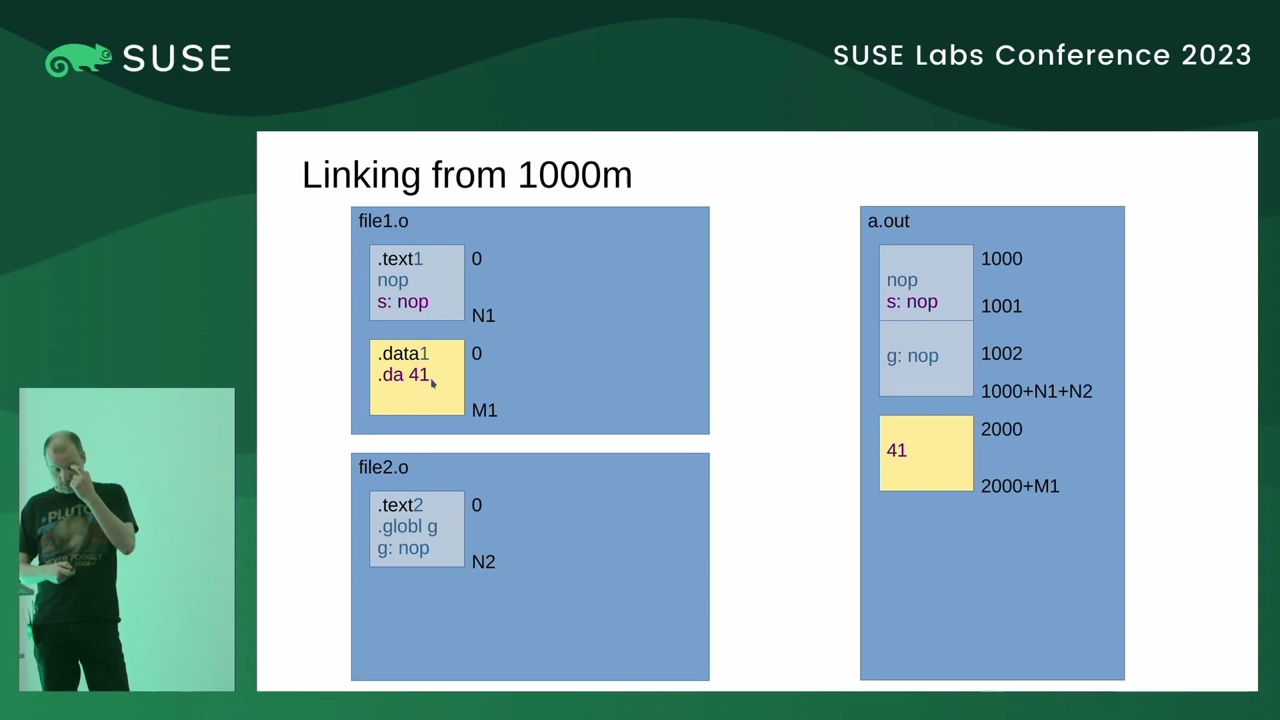 SUSE
SUSE Labs Conference 2023
Linking from 1000m
file1.o
.text1
nop
s: nop
0
N1
.data1
.da 41
0
M1
file2.o
.text2
.globl g
g: nop
0
N2
a.out
nop
s: nop
g: nop
1000
1001
1002
1000+N1+N2
41
2000
2000+M1
PLUTO